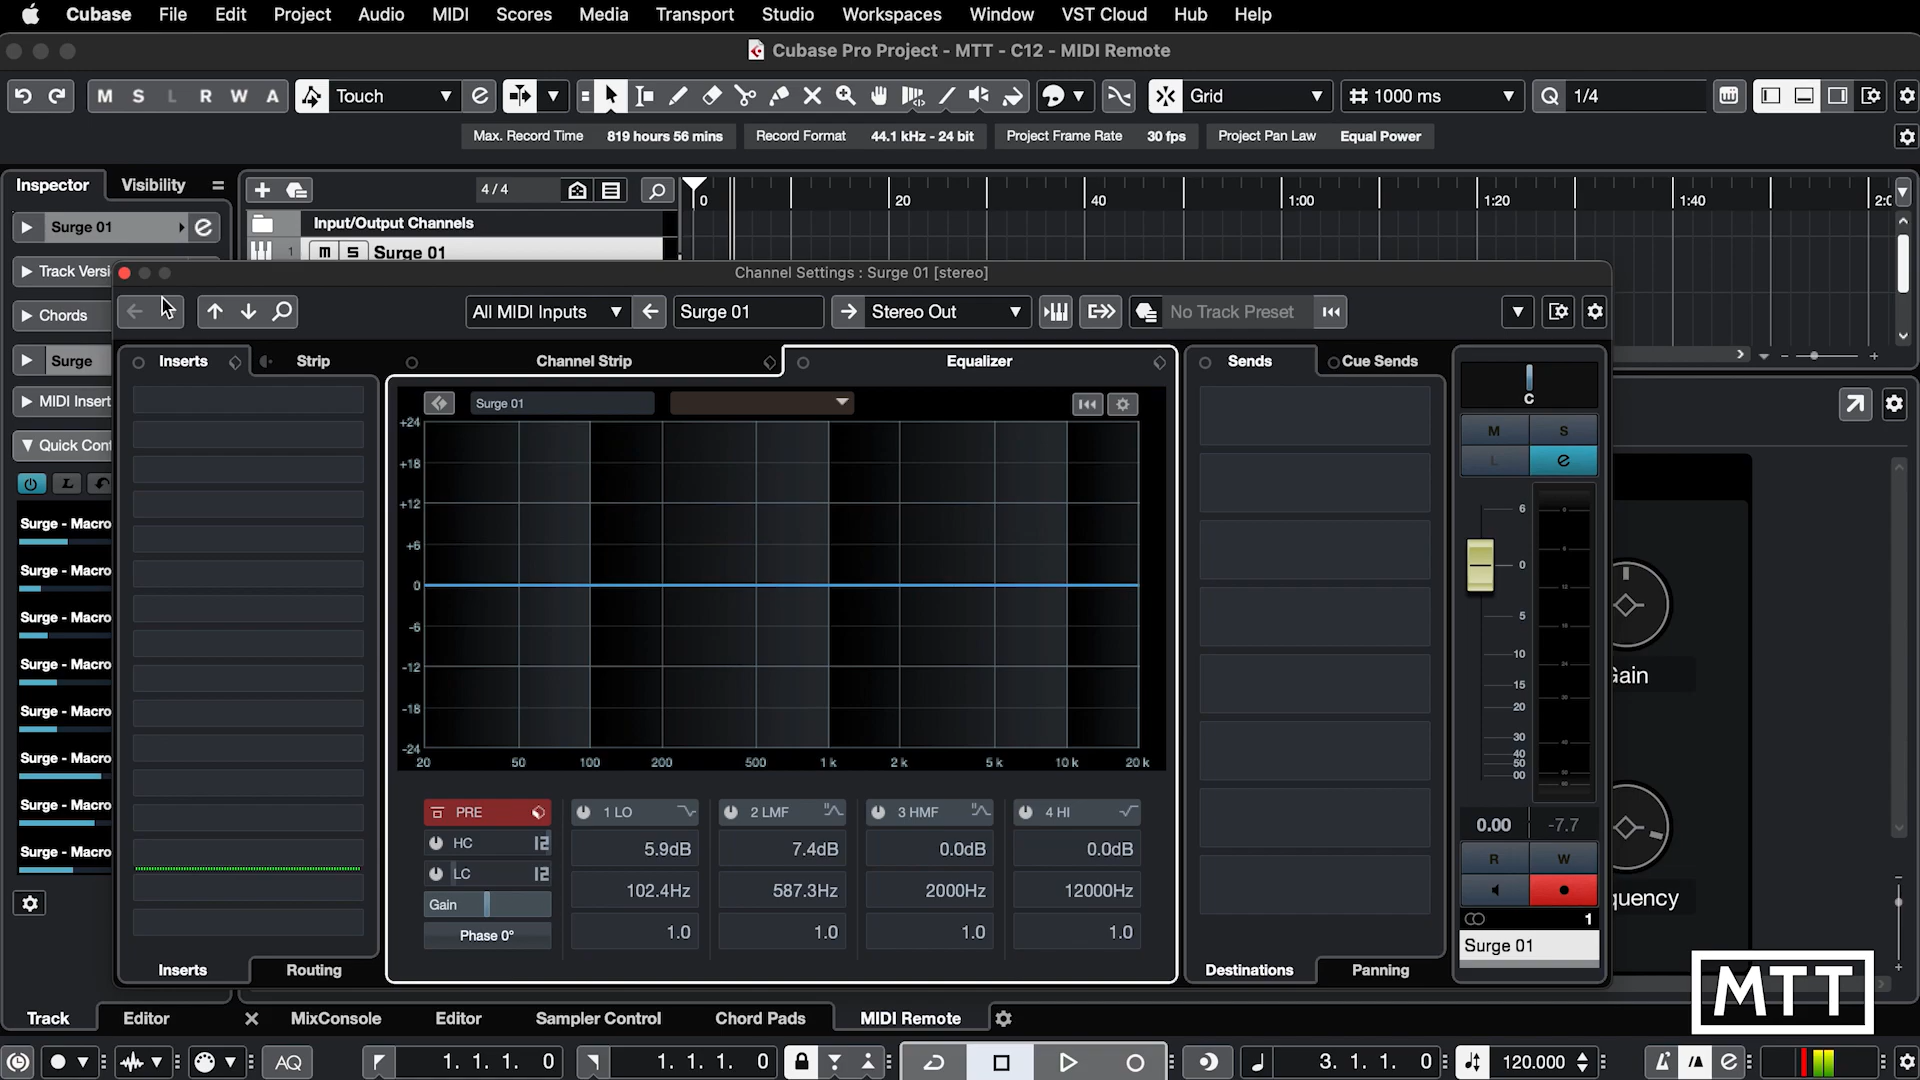 Cubase File Edit Project Audio MIDI Scores Media Transport Studio Workspaces Window VST Cloud Hub Help
Cubase Pro Project - MTT - C12 - MIDI Remote
M S L R W A Touch Grid 1000 ms 1/4
Max. Record Time 819 hours 56 mins Record Format 44.1 kHz - 24 bit Project Frame Rate 30 fps Project Pan Law Equal Power
Inspector Visibility 4 / 4
0 20 40 1:00 1:20 1:40
Surge 01
Input/Output Channels
1 m S Surge 01
Track Versi
Channel Settings : Surge 01 [stereo]
Chords
All MIDI Inputs Surge 01 Stereo Out No Track Preset
Surge
Inserts Strip Channel Strip Equalizer Sends Cue Sends
MIDI Insert
Surge 01
C
Quick Cont
+24
+18
+12
+6
0
-6
-12
-18
-24
20 50 100 200 500 1 k 2 k 5 k 10 k 20 k
M S
L e
6
0
5
10
15
20
30
40
50
00
Surge - Macro
Surge - Macro
Surge - Macro
Surge - Macro
Surge - Macro
Surge - Macro
Surge - Macro
Surge - Macro
Gain
quency
PRE 1 LO 2 LMF 3 HMF 4 HI
HC 12 5.9dB 7.4dB 0.0dB 0.0dB
LC 12 102.4Hz 587.3Hz 2000Hz 12000Hz
Gain
Phase 0° 1.0 1.0 1.0 1.0
0.00 -7.7
R W
1
Surge 01
Inserts Routing Destinations Panning
MTT
Track Editor MixConsole Editor Sampler Control Chord Pads MIDI Remote
AQ 1. 1. 1. 0 1. 1. 1. 0 3. 1. 1. 0 120.000